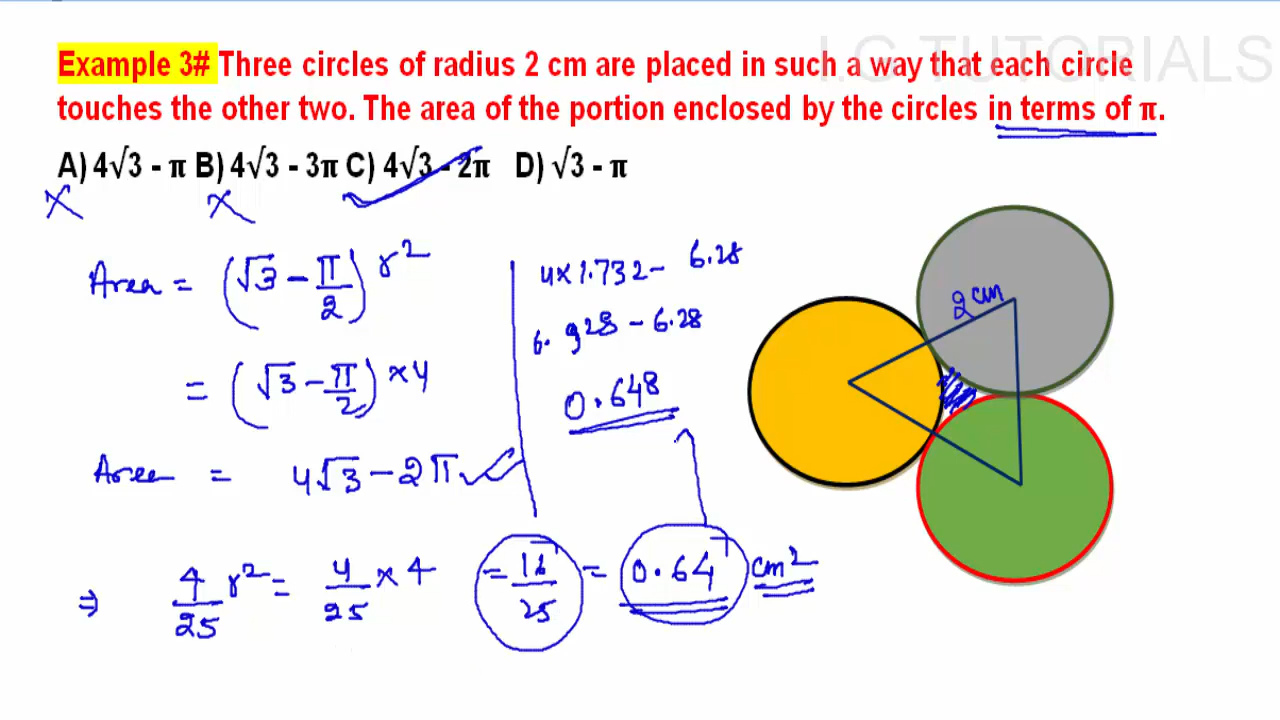 I.G TUTORIALS
Example 3# Three circles of radius 2 cm are placed in such a way that each circle
touches the other two. The area of the portion enclosed by the circles in terms of π.
A) 4√3 - π B) 4√3 - 3π C) 4√3 - 2π D) √3 - π
Area = (√3 - π/2) r²
= (√3 - π/2) × 4
Area = 4√3 - 2π
⇒ 4/25 r² = 4/25 × 4 = 16/25 = 0.64⁺ cm²
4×1.732 - 6.28
6.928 - 6.28
0.648
2 cm